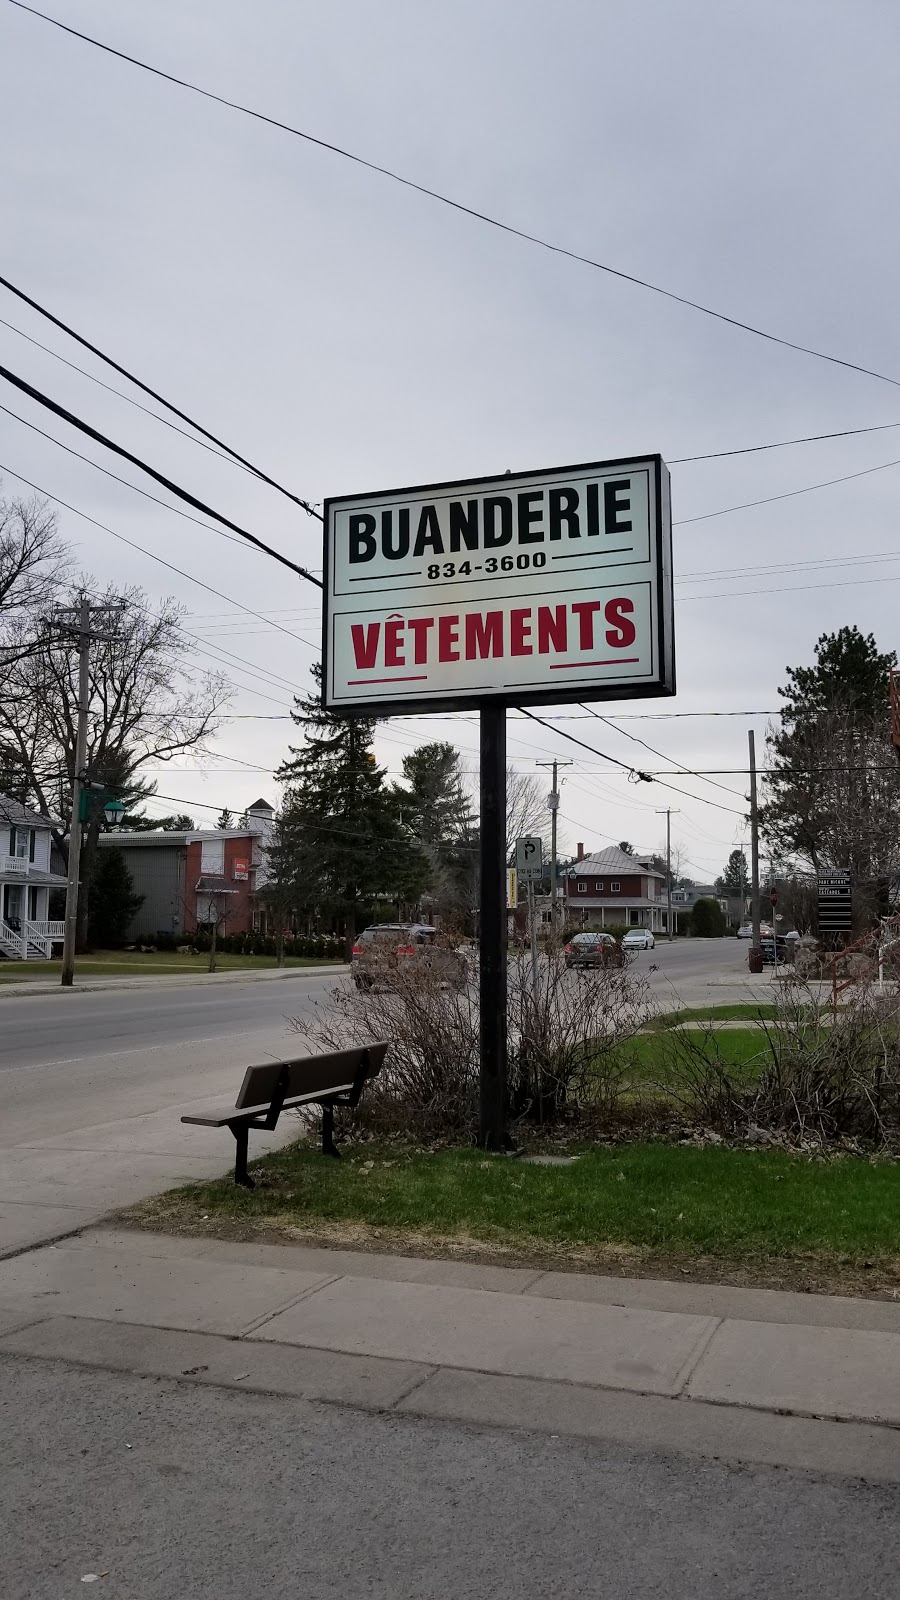 BUANDERIE
834-3600
VÊTEMENTS
P